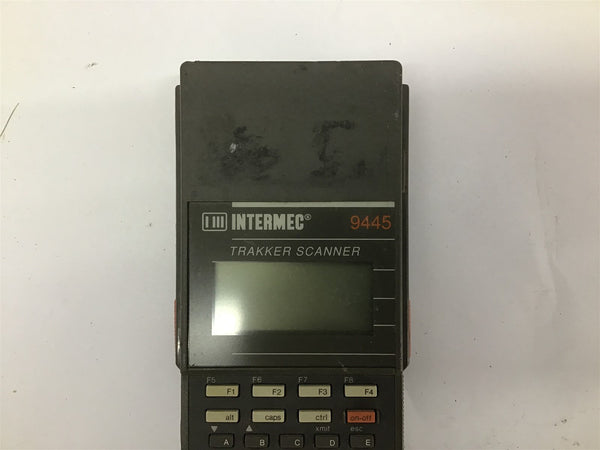 INTERMEC® 9445
TRAKKER SCANNER
F5 F6 F7 F8
F1 F2 F3 F4
alt caps ctrl on-off
▼ ▲ xmit esc
A B C D E